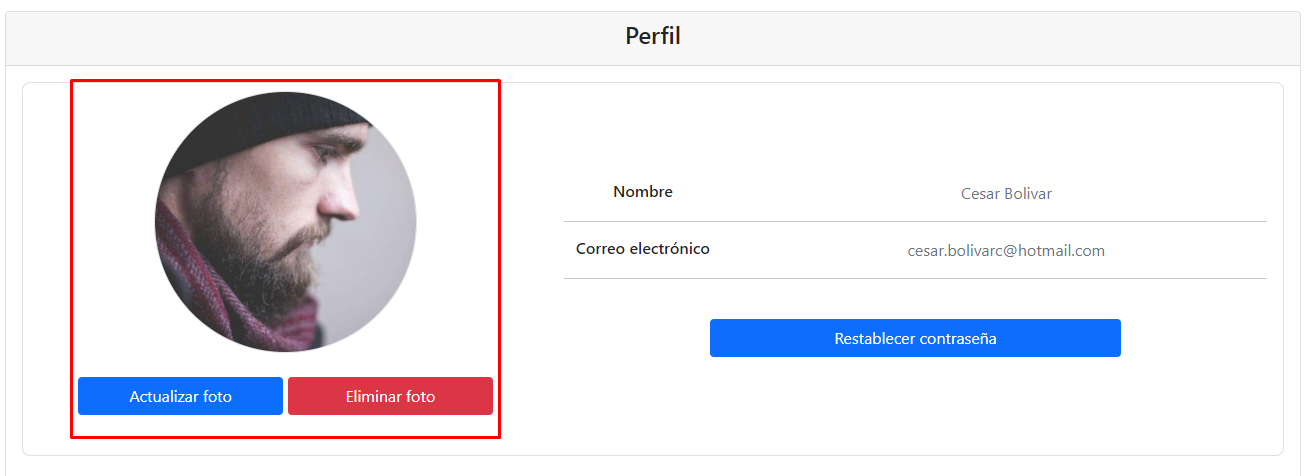 Perfil
Nombre
Cesar Bolivar
Correo electrónico
cesar.bolivarc@hotmail.com
Restablecer contraseña
Actualizar foto
Eliminar foto